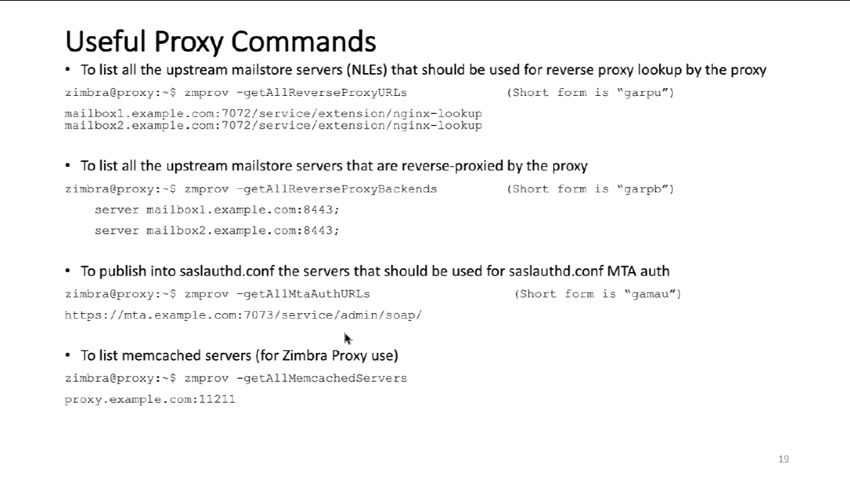 Useful Proxy Commands
• To list all the upstream mailstore servers (NLEs) that should be used for reverse proxy lookup by the proxy
zimbra@proxy:~$ zmprov -getAllReverseProxyURLs (Short form is “garpu”)
mailbox1.example.com:7072/service/extension/nginx-lookup
mailbox2.example.com:7072/service/extension/nginx-lookup
• To list all the upstream mailstore servers that are reverse-proxied by the proxy
zimbra@proxy:~$ zmprov -getAllReverseProxyBackends (Short form is “garpb”)
server mailbox1.example.com:8443;
server mailbox2.example.com:8443;
• To publish into saslauthd.conf the servers that should be used for saslauthd.conf MTA auth
zimbra@proxy:~$ zmprov -getAllMtaAuthURLs (Short form is “gamau”)
https://mta.example.com:7073/service/admin/soap/
• To list memcached servers (for Zimbra Proxy use)
zimbra@proxy:~$ zmprov -getAllMemcachedServers
proxy.example.com:11211
19